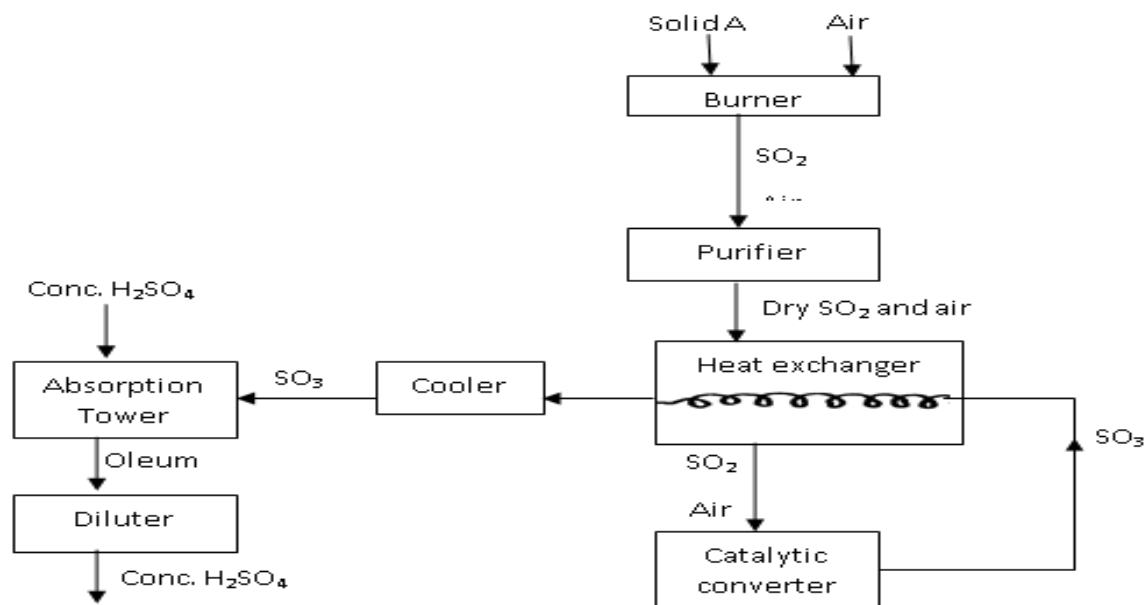 Solid A
Air
Burner
SO₂
Purifier
Dry SO₂ and air
Heat exchanger
Conc. H₂SO₄
Absorption
Tower
SO₃
Cooler
SO₃
SO₂
Air
Catalytic
converter
Oleum
Diluter
Conc. H₂SO₄